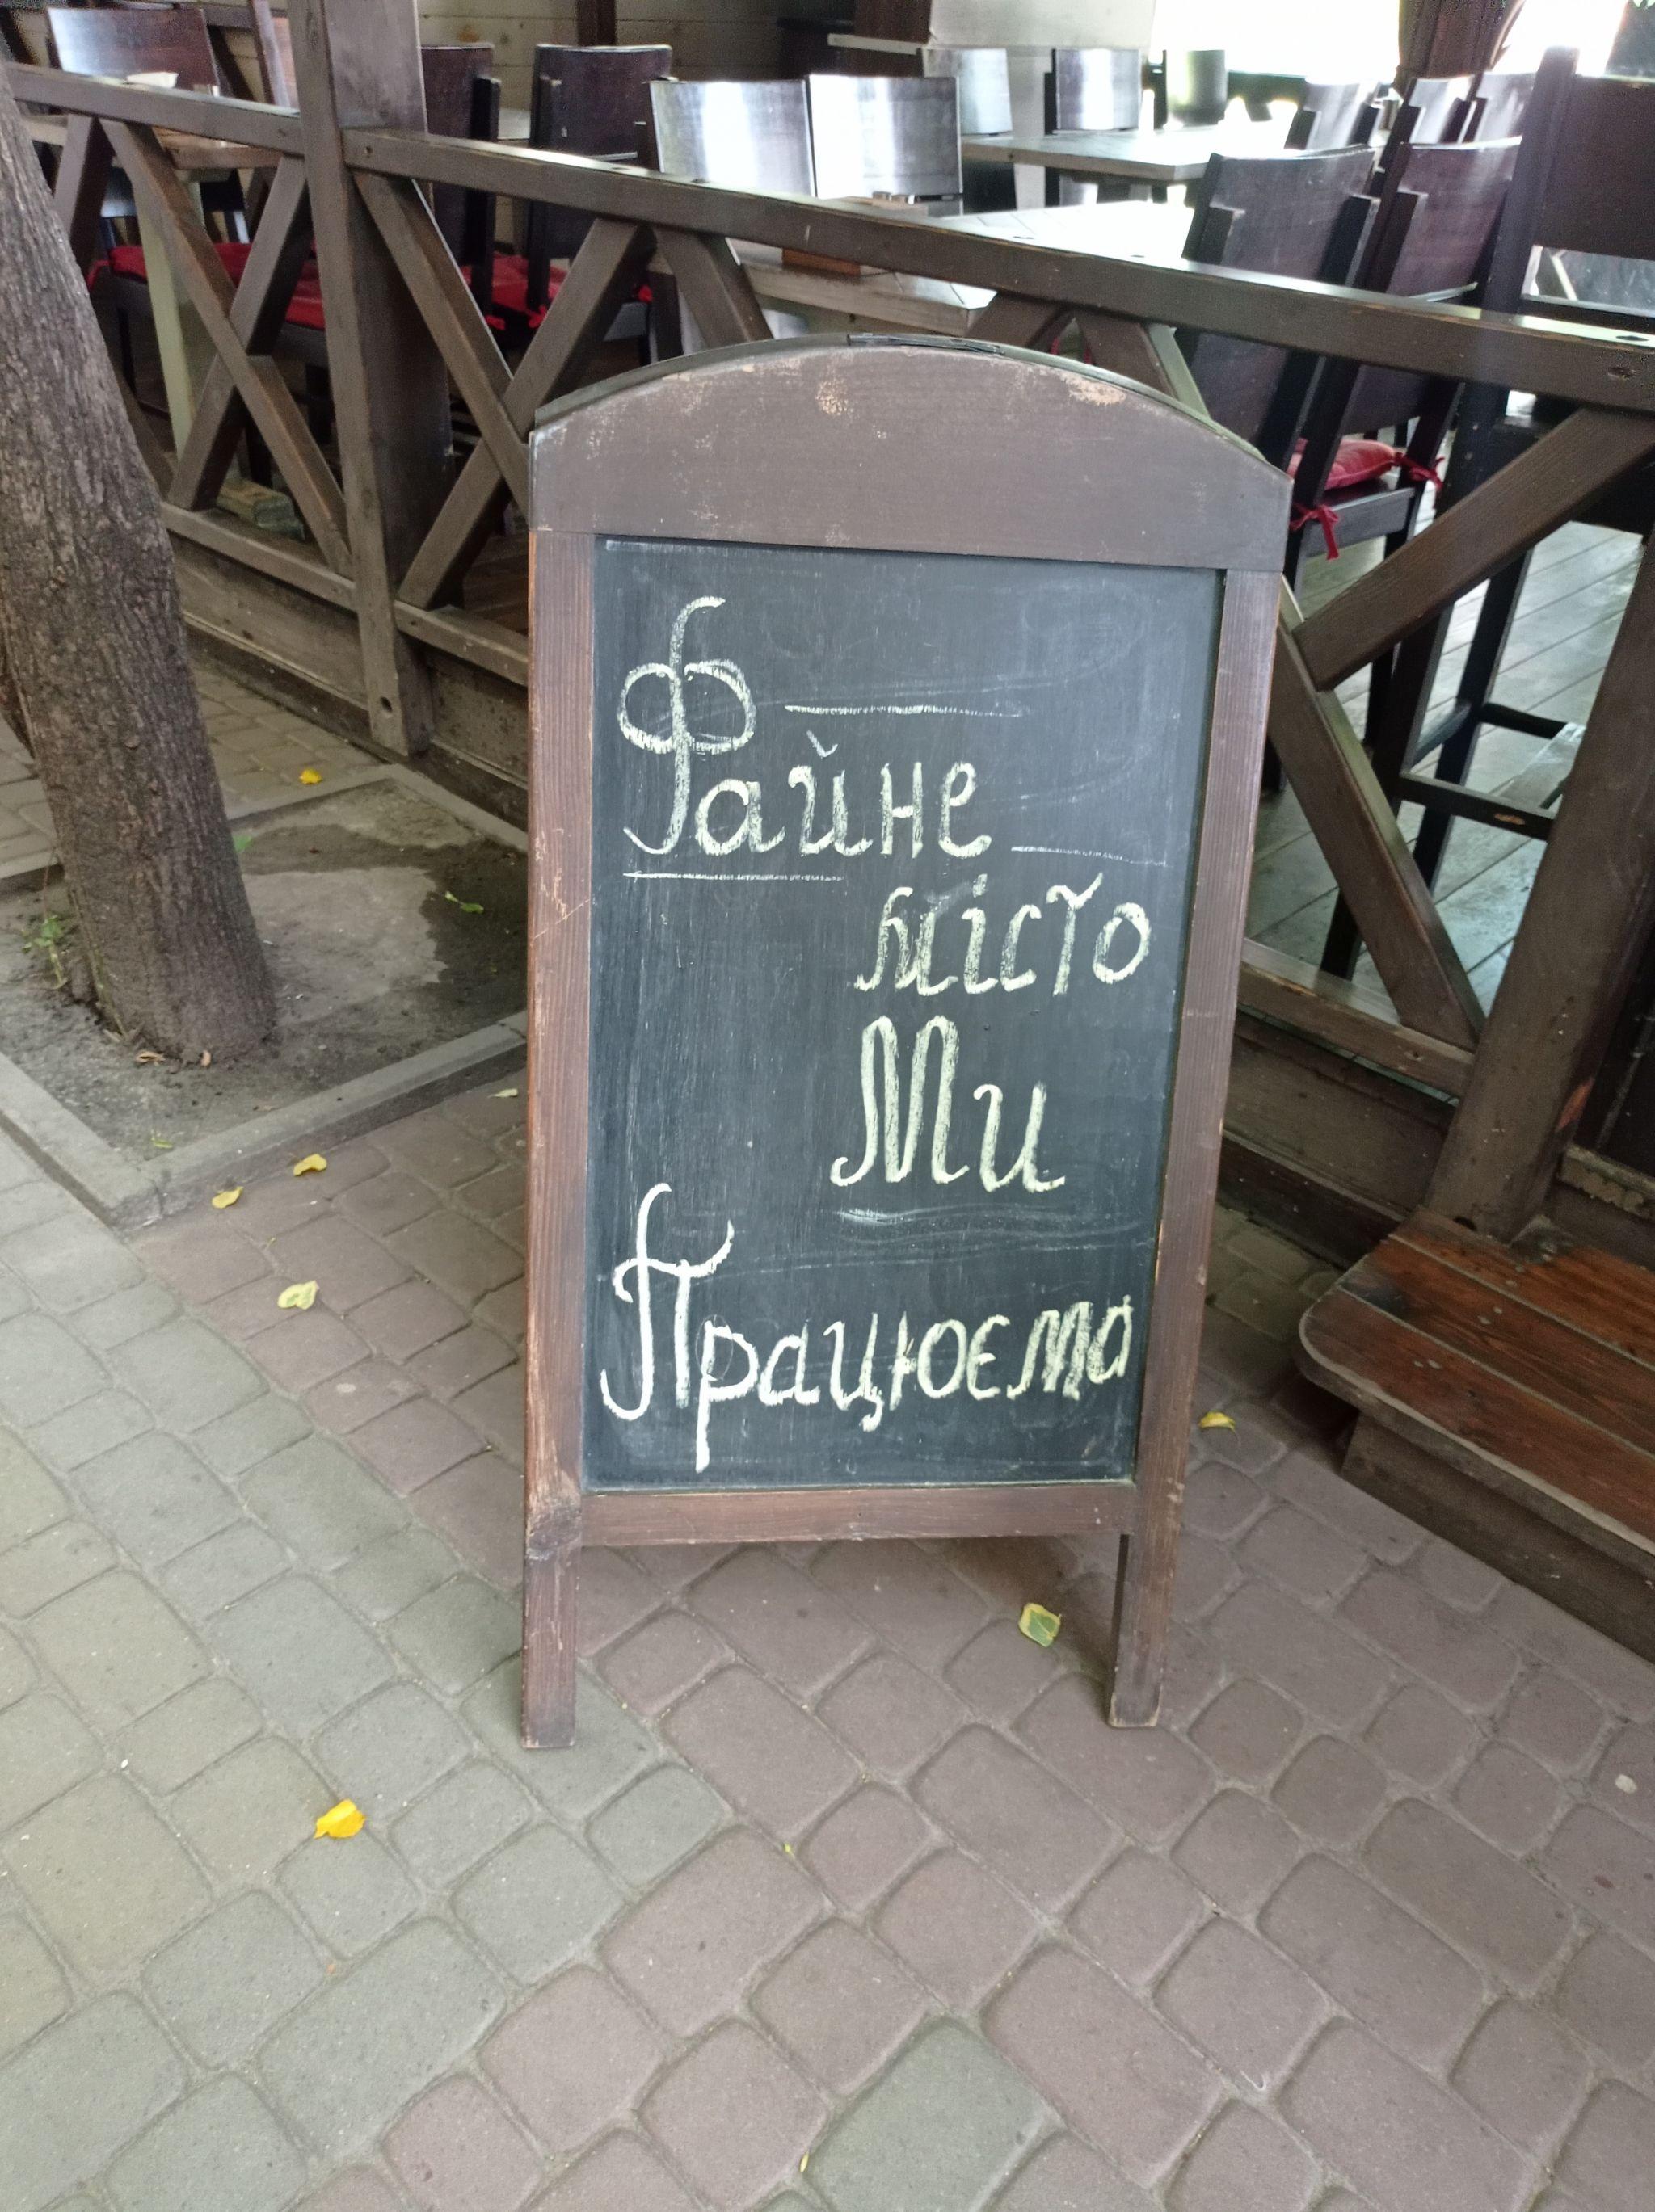 Файне
місто
Ми
Працюємо